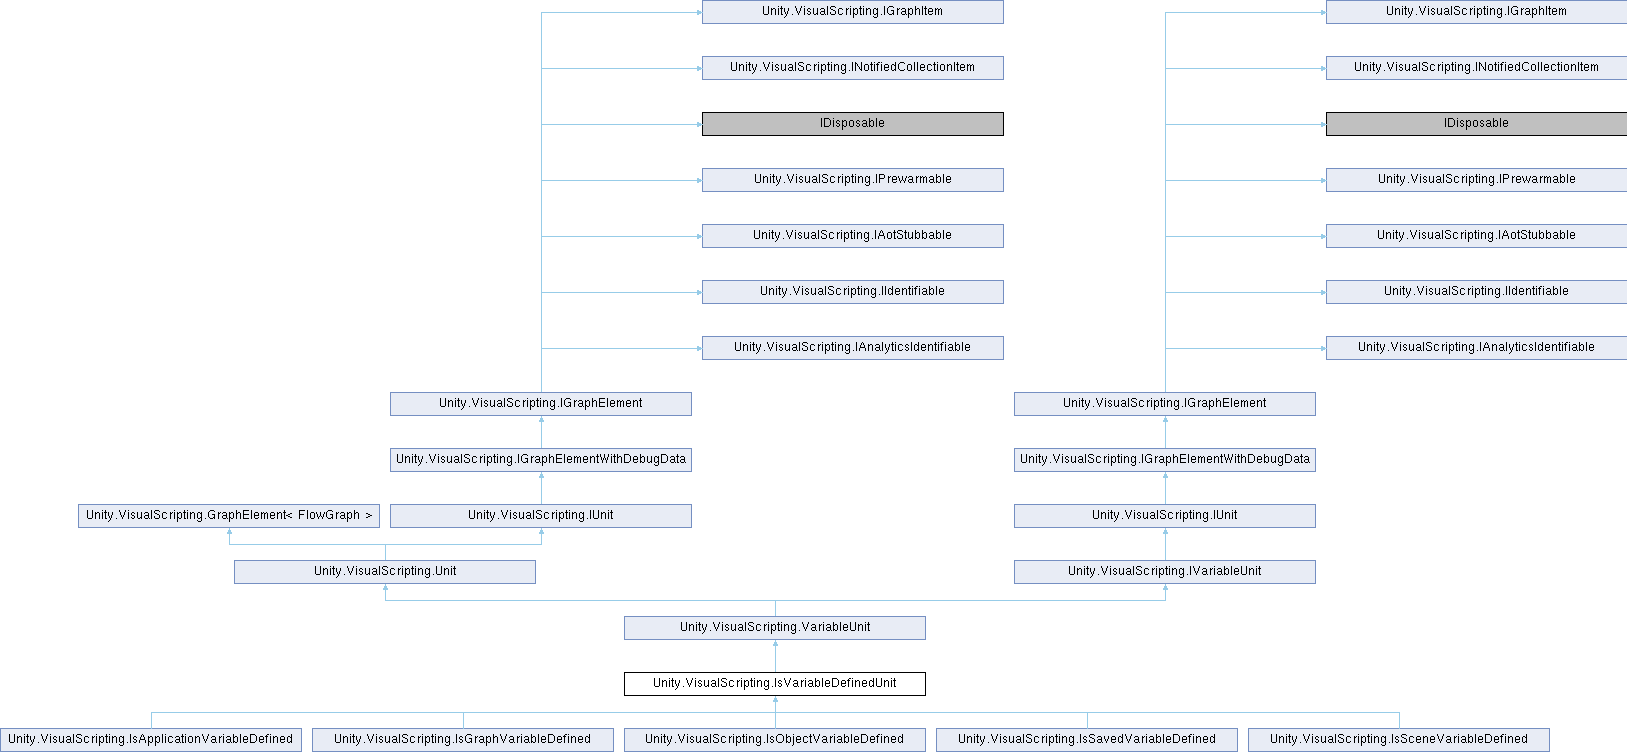 Unity.VisualScripting.IGraphItem
Unity.VisualScripting.IGraphItem
Unity.VisualScripting.INotifiedCollectionItem
Unity.VisualScripting.INotifiedCollectionItem
IDisposable
IDisposable
Unity.VisualScripting.IPrewarmable
Unity.VisualScripting.IPrewarmable
Unity.VisualScripting.IAotStubbable
Unity.VisualScripting.IAotStubbable
Unity.VisualScripting.IIdentifiable
Unity.VisualScripting.IIdentifiable
Unity.VisualScripting.IAnalyticsIdentifiable
Unity.VisualScripting.IAnalyticsIdentifiable
Unity.VisualScripting.IGraphElement
Unity.VisualScripting.IGraphElement
Unity.VisualScripting.IGraphElementWithDebugData
Unity.VisualScripting.IGraphElementWithDebugData
Unity.VisualScripting.GraphElement< FlowGraph >
Unity.VisualScripting.IUnit
Unity.VisualScripting.IUnit
Unity.VisualScripting.Unit
Unity.VisualScripting.IVariableUnit
Unity.VisualScripting.VariableUnit
Unity.VisualScripting.IsVariableDefinedUnit
Unity.VisualScripting.IsApplicationVariableDefined
Unity.VisualScripting.IsGraphVariableDefined
Unity.VisualScripting.IsObjectVariableDefined
Unity.VisualScripting.IsSavedVariableDefined
Unity.VisualScripting.IsSceneVariableDefined